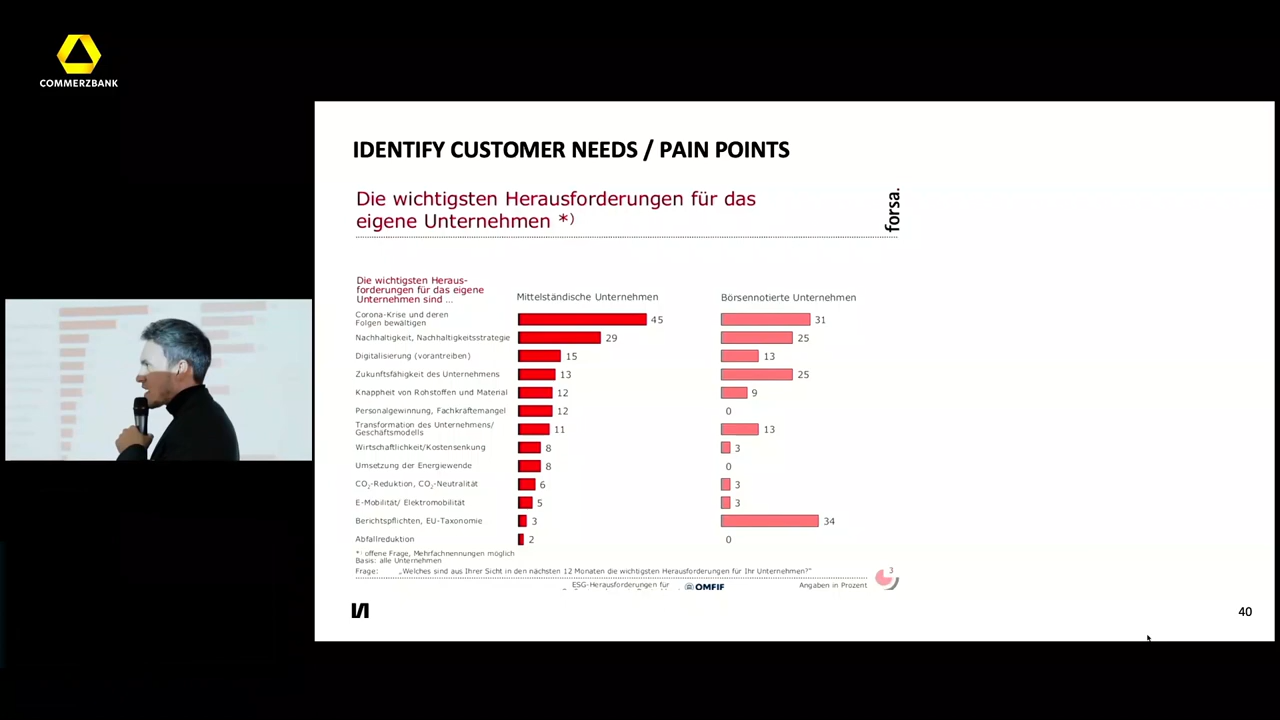 COMMERZBANK
IDENTIFY CUSTOMER NEEDS / PAIN POINTS
Die wichtigsten Herausforderungen für das
eigene Unternehmen *)
forsa.
Die wichtigsten Heraus-
forderungen für das eigene
Unternehmen sind ...
Mittelständische Unternehmen
Börsennotierte Unternehmen
Corona-Krise und deren
Folgen bewältigen
45
31
Nachhaltigkeit, Nachhaltigkeitsstrategie
29
25
Digitalisierung (vorantreiben)
15
13
Zukunftsfähigkeit des Unternehmens
13
25
Knappheit von Rohstoffen und Material
12
9
Personalgewinnung, Fachkräftemangel
12
0
Transformation des Unternehmens/
Geschäftsmodells
11
13
Wirtschaftlichkeit/Kostensenkung
8
3
Umsetzung der Energiewende
8
0
CO₂-Reduktion, CO₂-Neutralität
6
3
E-Mobilität/ Elektromobilität
5
3
Berichtspflichten, EU-Taxonomie
3
34
Abfallreduktion
2
0
*) offene Frage, Mehrfachnennungen möglich
Basis: alle Unternehmen
Frage: „Welches sind aus Ihrer Sicht in den nächsten 12 Monaten die wichtigsten Herausforderungen für Ihr Unternehmen?"
3
ESG-Herausforderungen für
OMFIF
Angaben in Prozent
40